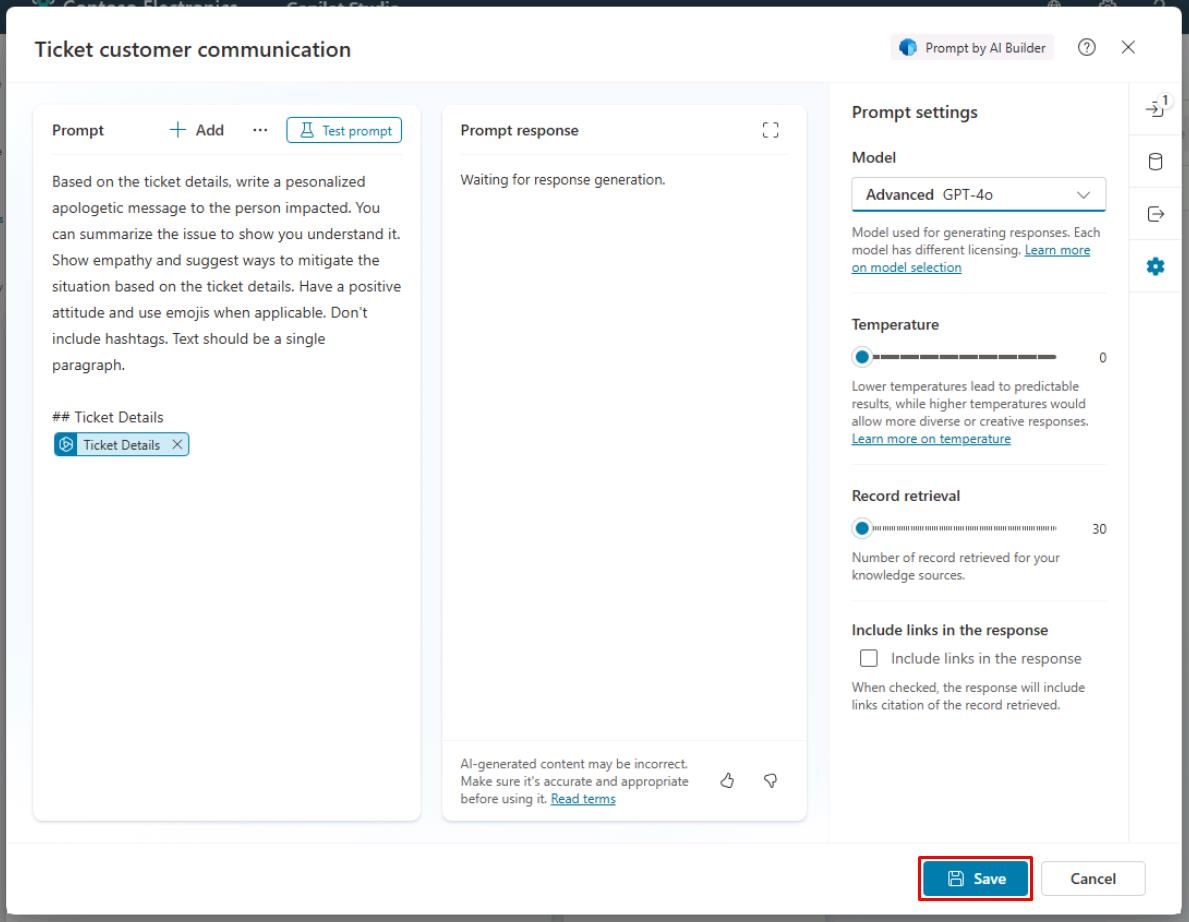 Contoso Electronics Copilot Studio
Ticket customer communication
Prompt by AI Builder
Prompt
Add
Test prompt
Based on the ticket details, write a pesonalized
apologetic message to the person impacted. You
can summarize the issue to show you understand it.
Show empathy and suggest ways to mitigate the
situation based on the ticket details. Have a positive
attitude and use emojis when applicable. Don't
include hashtags. Text should be a single
paragraph.
## Ticket Details
Ticket Details
Prompt response
Waiting for response generation.
AI-generated content may be incorrect.
Make sure it's accurate and appropriate
before using it. Read terms
Prompt settings
Model
Advanced GPT-4o
Model used for generating responses. Each
model has different licensing. Learn more
on model selection
Temperature
0
Lower temperatures lead to predictable
results, while higher temperatures would
allow more diverse or creative responses.
Learn more on temperature
Record retrieval
30
Number of record retrieved for your
knowledge sources.
Include links in the response
Include links in the response
When checked, the response will include
links citation of the record retrieved.
1
Save
Cancel